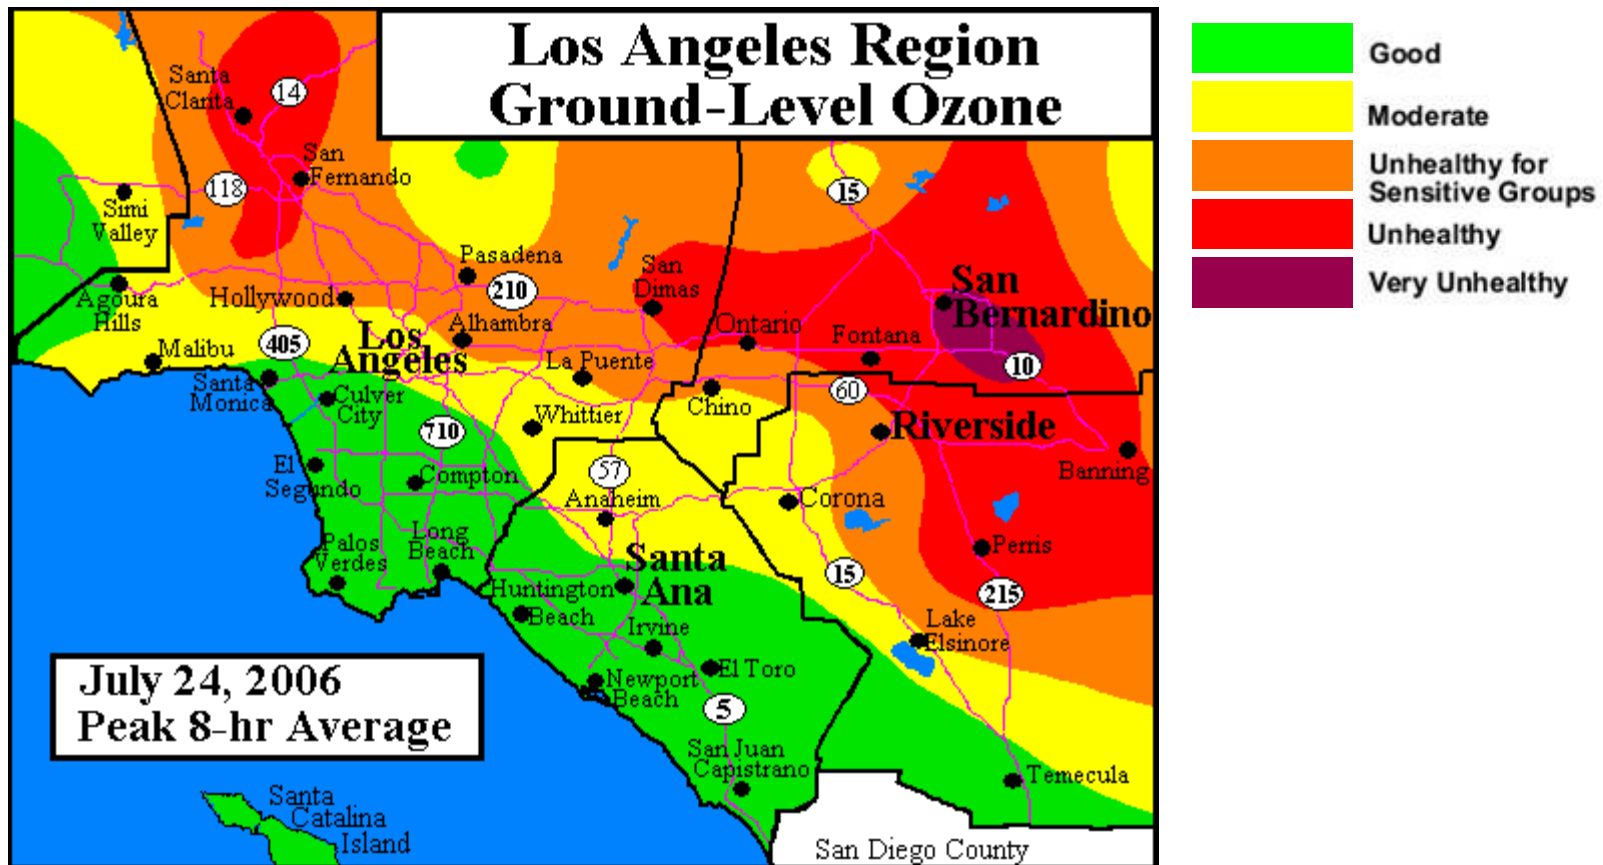 Los Angeles Region
Ground-Level Ozone
Good
Moderate
Unhealthy for
Sensitive Groups
Unhealthy
Very Unhealthy
Santa
Clarita
14
San
Fernando
118
15
Simi
Valley
Pasadena
210
San
Dimas
San
Bernardino
Agoura
Hills
Hollywood
Alhambra
Los
Angeles
405
Malibu
La Puente
Ontario
Fontana
10
Santa
Monica
Culver
City
Whittier
Chino
60
710
Riverside
Banning
El
Segundo
Compton
57
Anaheim
Corona
Palos
Verdes
Long
Beach
Santa
Ana
15
Perris
215
Huntington
Beach
Irvine
Lake
Elsinore
El Toro
Newport
Beach
5
San Juan
Capistrano
Temecula
July 24, 2006
Peak 8-hr Average
Santa
Catalina
Island
San Diego County